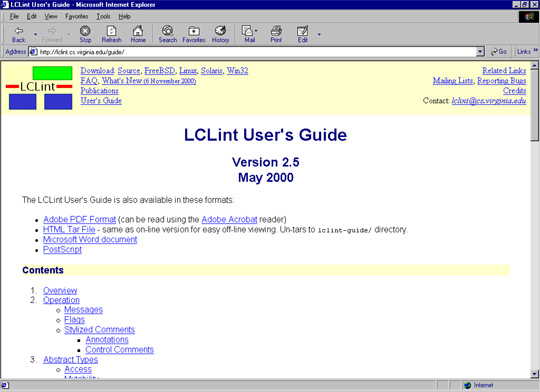 LCLint User's Guide - Microsoft Internet Explorer
File Edit View Favorites Tools Help
Back Forward Stop Refresh Home Search Favorites History Mail Print Edit
Address http://lclint.cs.virginia.edu/guide/ Go Links »
LCLint
Download: Source, FreeBSD, Linux, Solaris, Win32
FAQ, What's New (6 November 2000)
Publications
User's Guide
Related Links
Mailing Lists, Reporting Bugs
Credits
Contact: lclint@cs.virginia.edu
LCLint User's Guide
Version 2.5
May 2000
The LCLint User's Guide is also available in these formats:
• Adobe PDF Format (can be read using the Adobe Acrobat reader)
• HTML Tar File - same as on-line version for easy off-line viewing. Un-tars to lclint-guide/ directory.
• Microsoft Word document
• PostScript
Contents
1. Overview
2. Operation
Messages
Flags
Stylized Comments
Annotations
Control Comments
3. Abstract Types
Access
Mutability
Internet